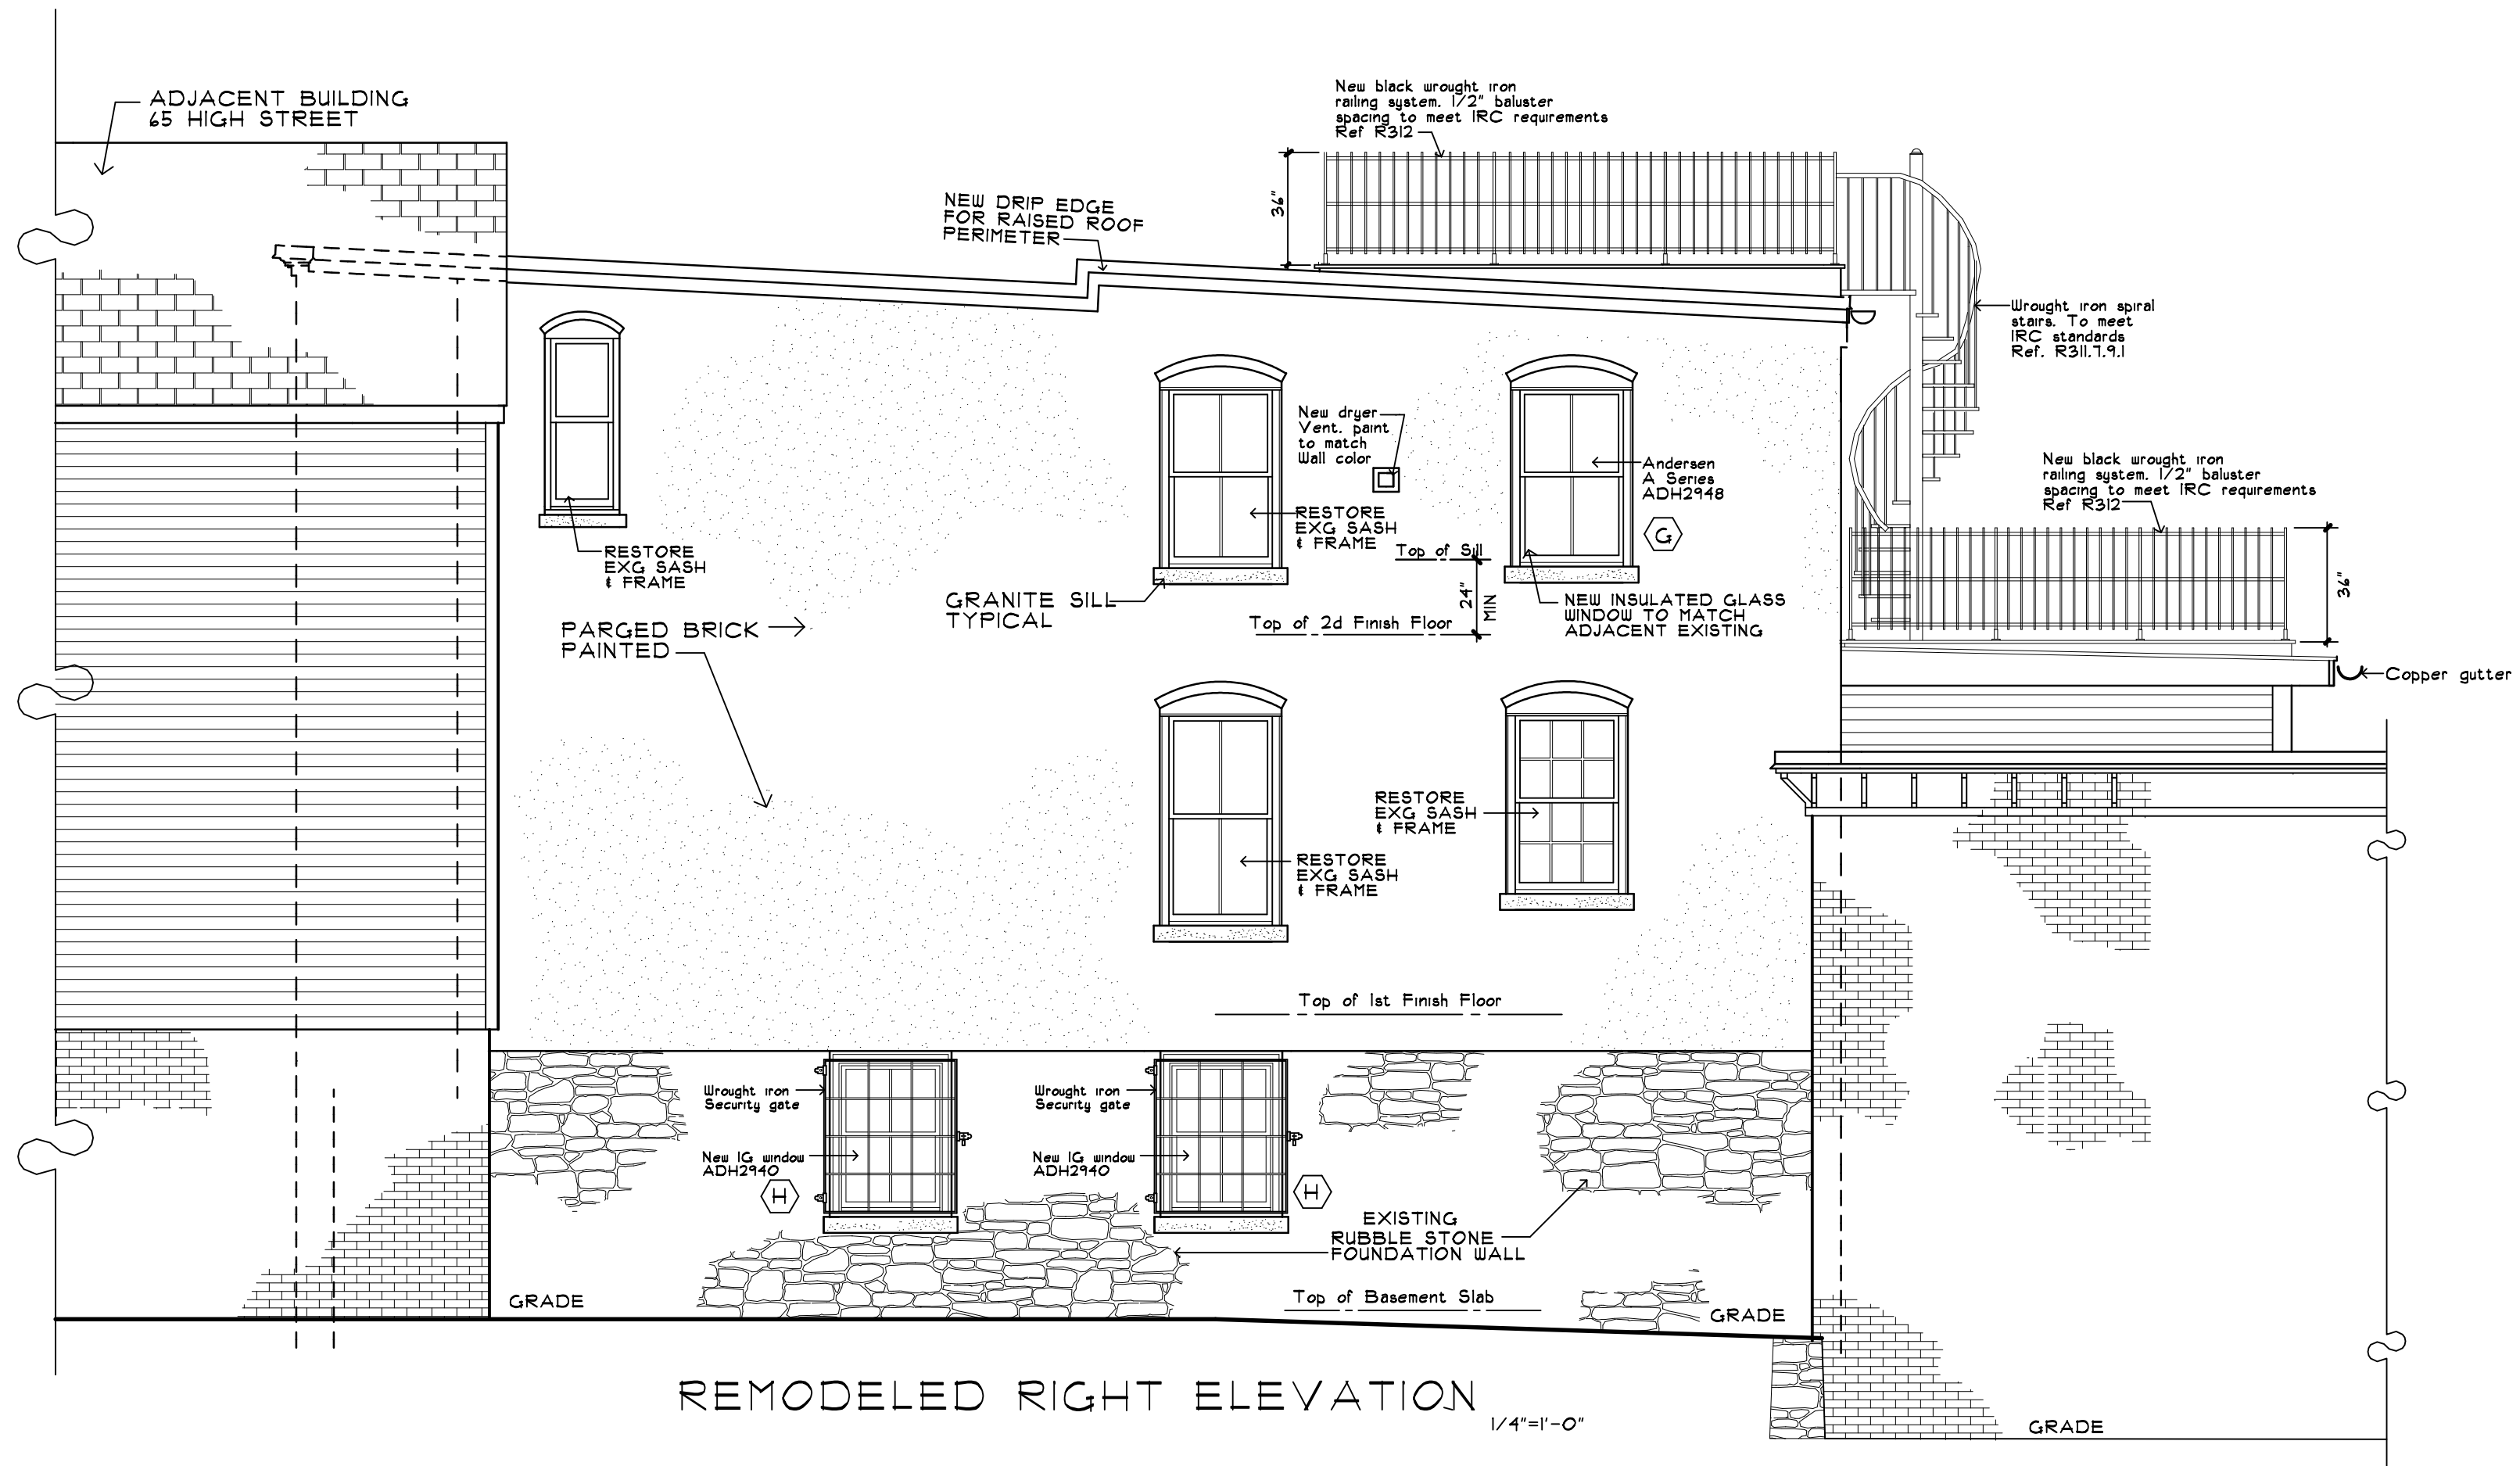 ADJACENT BUILDING
65 HIGH STREET
New black wrought iron
railing system. 1/2" baluster
spacing to meet IRC requirements
Ref R312
36"
NEW DRIP EDGE
FOR RAISED ROOF
PERIMETER
Wrought iron spiral
stairs. To meet
IRC standards
Ref. R311.7.9.1
New dryer
Vent. paint
to match
Wall color
Andersen
A Series
ADH2948
G
New black wrought iron
railing system. 1/2" baluster
spacing to meet IRC requirements
Ref R312
36"
RESTORE
EXG SASH
& FRAME
RESTORE
EXG SASH
& FRAME
Top of Sill
24"
MIN
GRANITE SILL
TYPICAL
Top of 2d Finish Floor
NEW INSULATED GLASS
WINDOW TO MATCH
ADJACENT EXISTING
PARGED BRICK
PAINTED
Copper gutter
RESTORE
EXG SASH
& FRAME
RESTORE
EXG SASH
& FRAME
Top of 1st Finish Floor
Wrought iron
Security gate
Wrought iron
Security gate
New IG window
ADH2940
H
New IG window
ADH2940
H
EXISTING
RUBBLE STONE
FOUNDATION WALL
GRADE
Top of Basement Slab
GRADE
REMODELED RIGHT ELEVATION
1/4"=1'-0"
GRADE